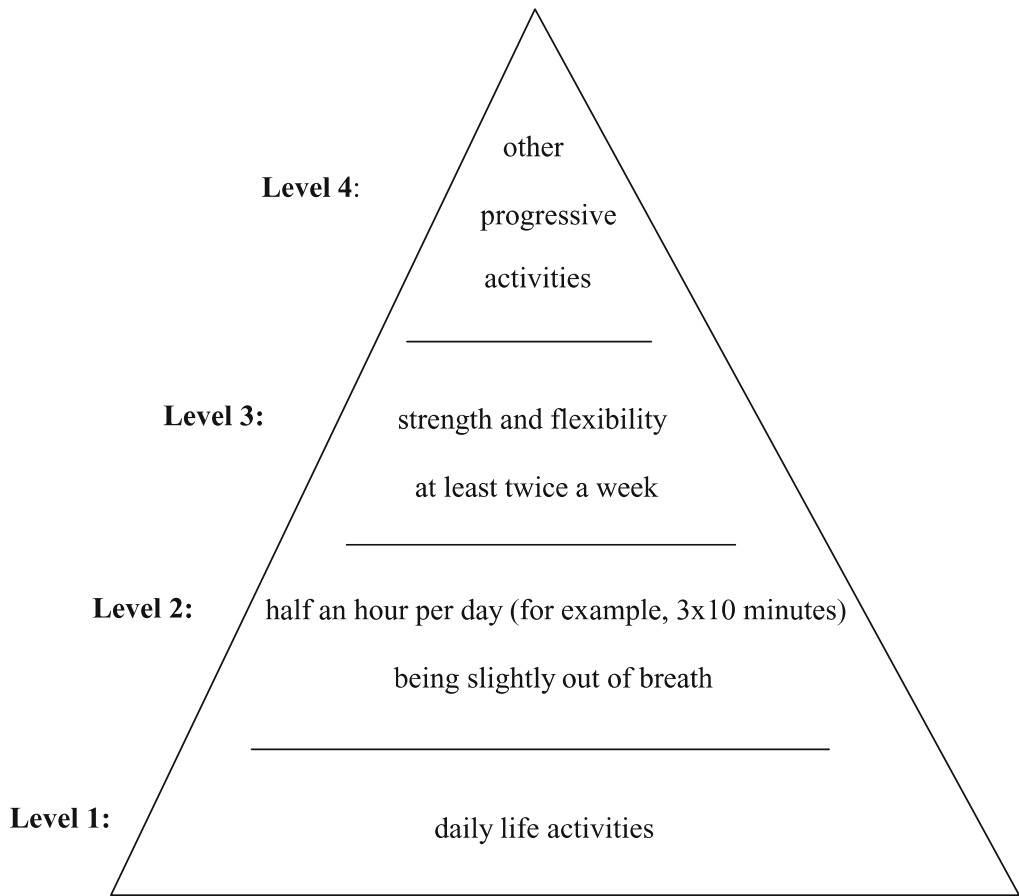 other
Level 4:
progressive
activities
Level 3:
strength and flexibility
at least twice a week
Level 2:
half an hour per day (for example, 3x10 minutes)
being slightly out of breath
Level 1:
daily life activities